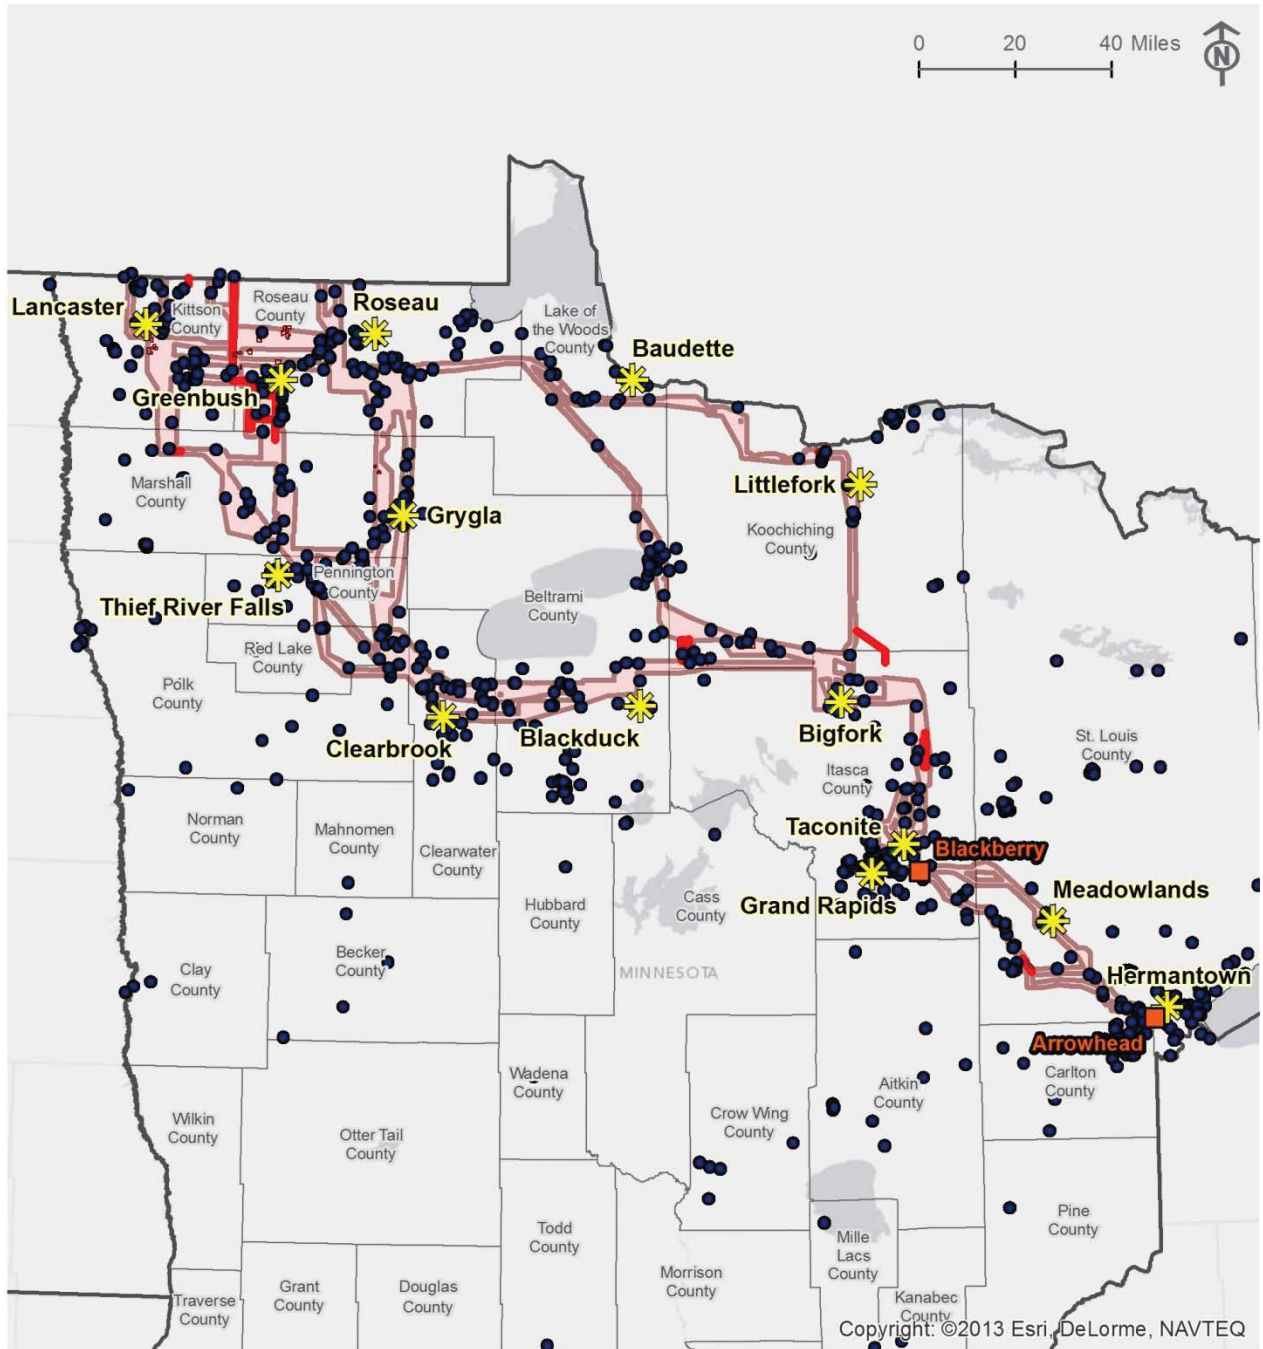 0 20 40 Miles
N
Lancaster
Kittson
County
Roseau
County
Roseau
Lake of
the Woods
County
Baudette
Greenbush
Marshall
County
Littlefork
Grygla
Koochiching
County
Pennington
County
Thief River Falls
Beltrami
County
Red Lake
County
Polk
County
Clearbrook
Blackduck
Bigfork
St. Louis
County
Itasca
County
Norman
County
Mahnomen
County
Clearwater
County
Taconite
Blackberry
Grand Rapids
Meadowlands
Hubbard
County
Cass
County
Becker
County
Clay
County
MINNESOTA
Hermantown
Arrowhead
Wadena
County
Carlton
County
Aitkin
County
Crow Wing
County
Wilkin
County
Otter Tail
County
Pine
County
Todd
County
Mille
Lacs
County
Morrison
County
Grant
County
Douglas
County
Traverse
County
Kanabec
County
Copyright: ©2013 Esri, DeLorme, NAVTEQ